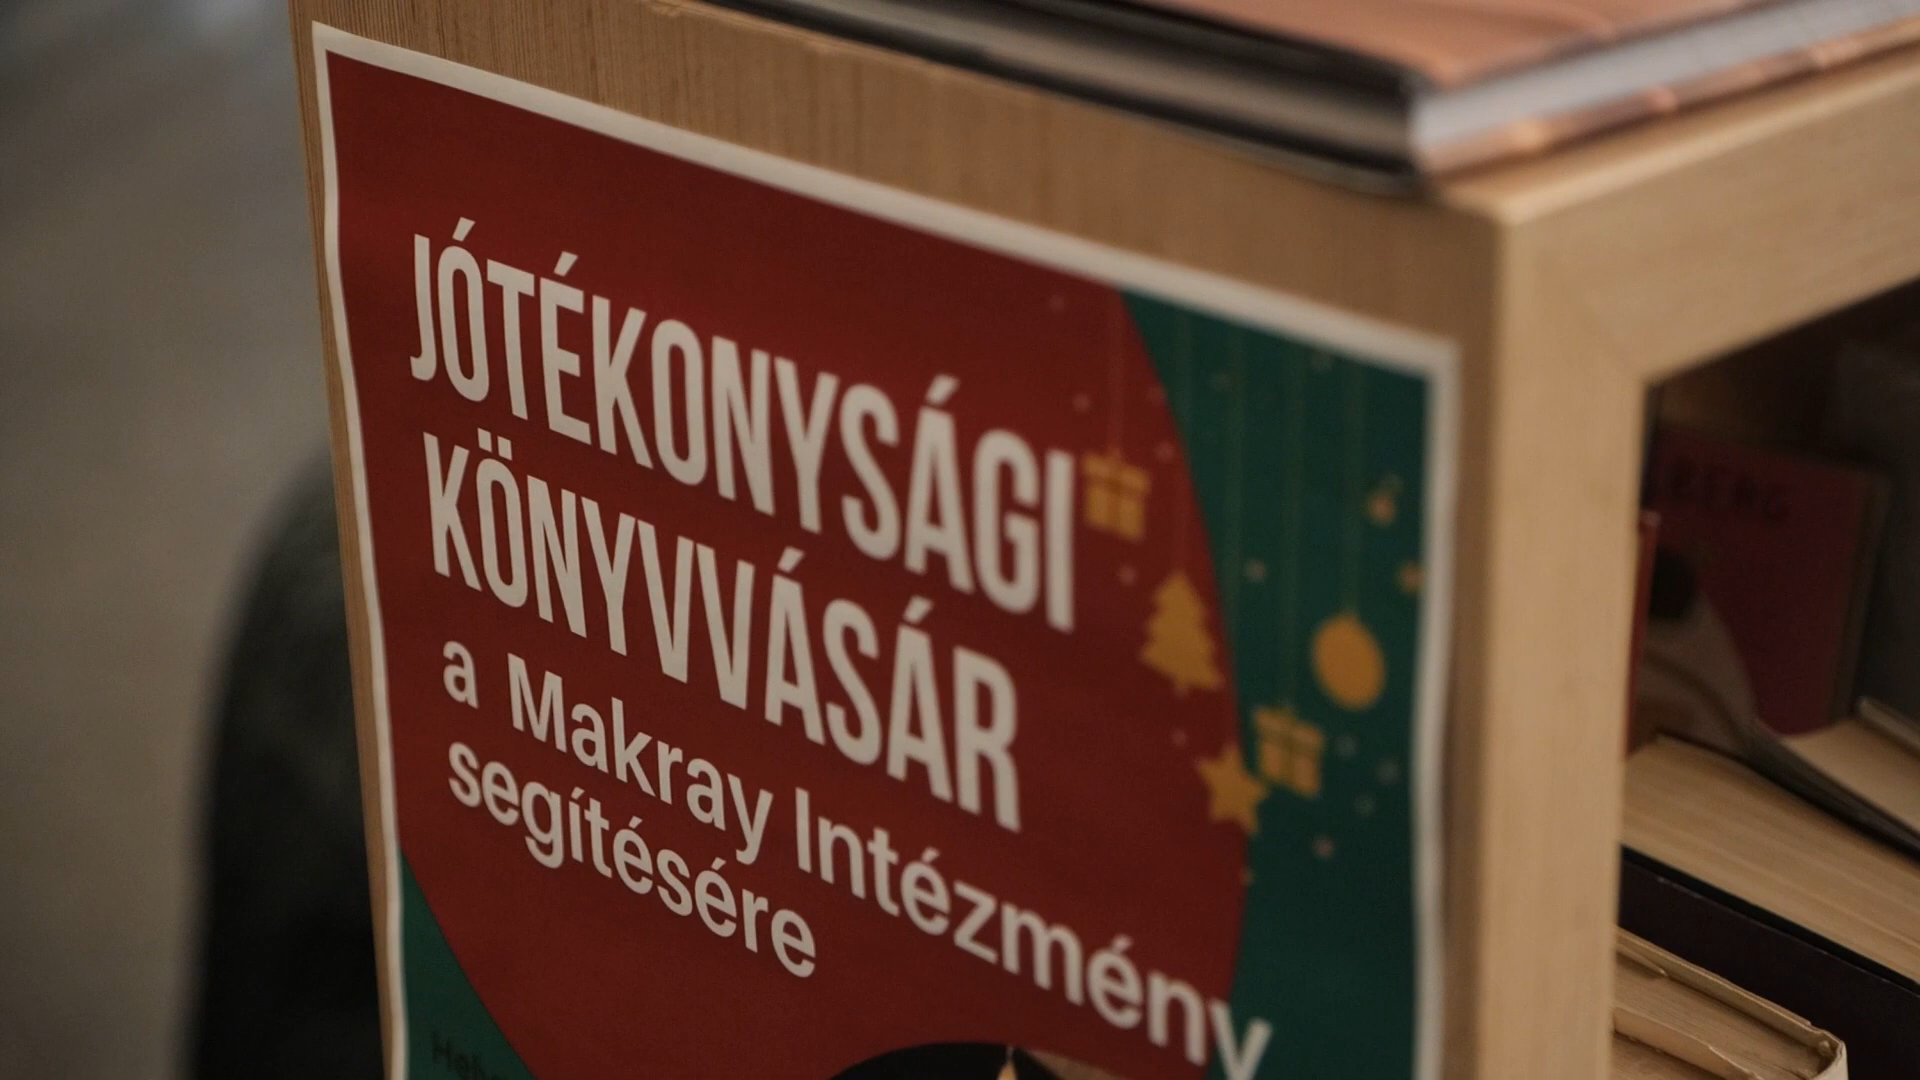 JÓTÉKONYSÁGI
KÖNYVVÁSÁR
a Makray Intézmény
segítésére